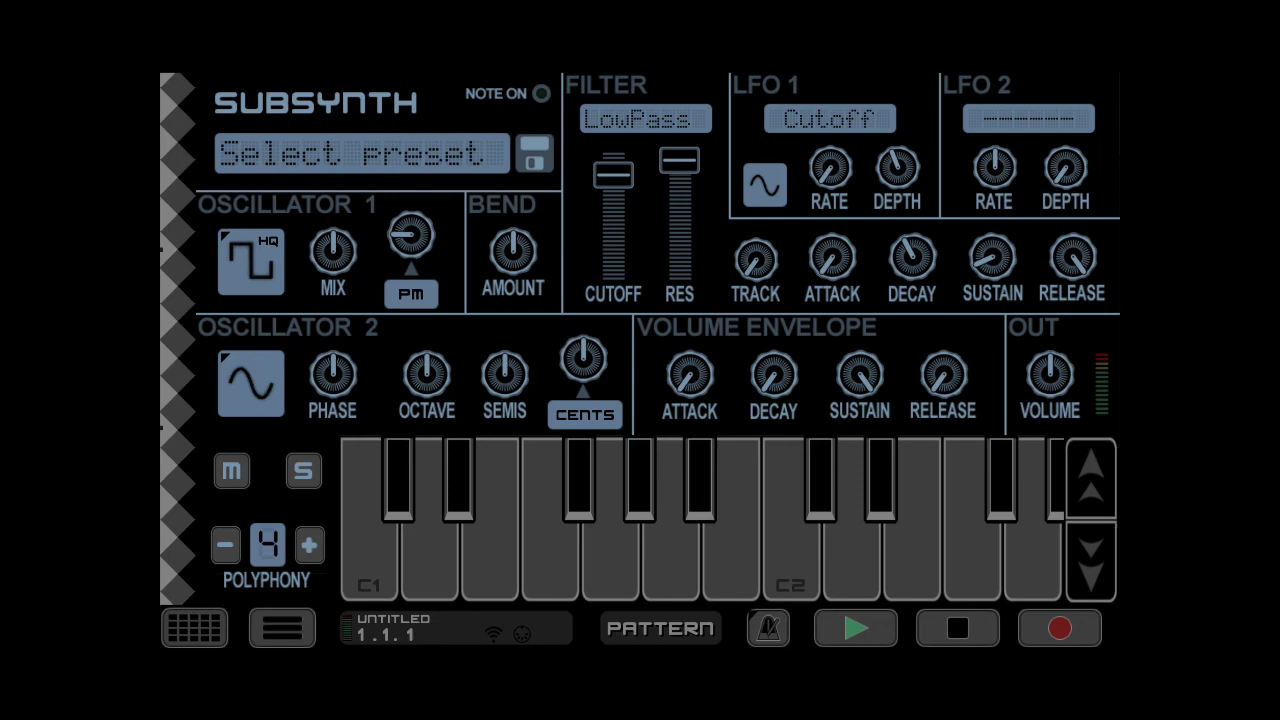 SUBSYNTH
NOTE ON
Select preset
FILTER
LowPass
CUTOFF RES
LFO 1
Cutoff
RATE DEPTH
LFO 2
------
RATE DEPTH
TRACK ATTACK DECAY SUSTAIN RELEASE
OSCILLATOR 1
HQ
MIX
PM
BEND
AMOUNT
OSCILLATOR 2
PHASE OCTAVE SEMIS
CENTS
VOLUME ENVELOPE
ATTACK DECAY SUSTAIN RELEASE
OUT
VOLUME
M S
- 4 +
POLYPHONY
C1 C2
UNTITLED
1.1.1
PATTERN